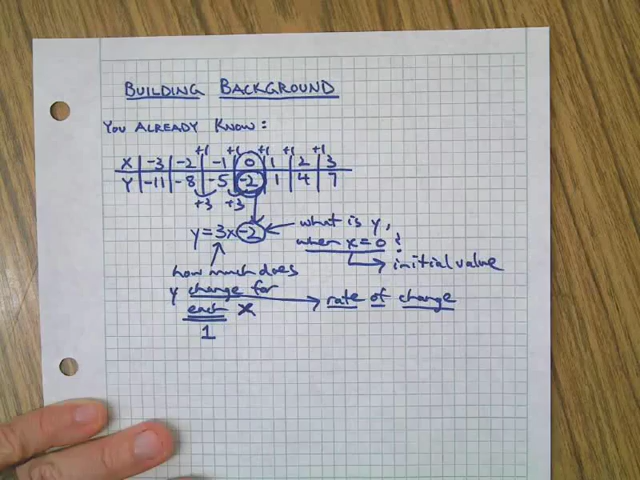 BUILDING BACKGROUND
YOU ALREADY KNOW:
+1 +1 +1 +1 +1
X -3 -2 -1 0 1 2 3
Y -11 -8 -5 -2 1 4 7
+3 +3
y=3x-2
what is y,
when x=0?
initial value
how much does
y change for
each x
rate of change
1